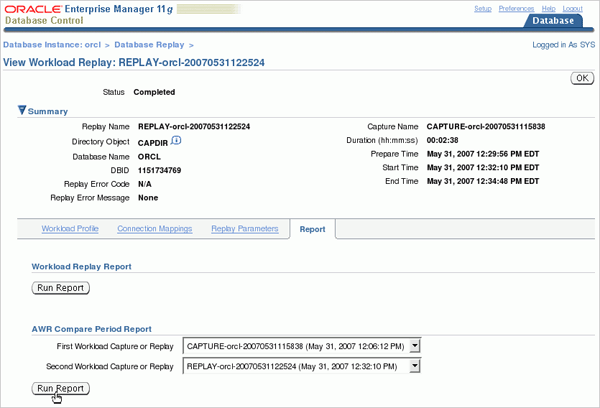 ORACLE Enterprise Manager 11g
Database Control
Setup Preferences Help Logout
Database
Database Instance: orcl > Database Replay >
Logged in As SYS
View Workload Replay: REPLAY-orcl-20070531122524
OK
Status Completed
Summary
Replay Name REPLAY-orcl-20070531122524
Directory Object CAPDIR
Database Name ORCL
DBID 1151734769
Replay Error Code N/A
Replay Error Message None
Capture Name CAPTURE-orcl-20070531115838
Duration (hh:mm:ss) 00:02:38
Prepare Time May 31, 2007 12:29:56 PM EDT
Start Time May 31, 2007 12:32:10 PM EDT
End Time May 31, 2007 12:34:48 PM EDT
Workload Profile Connection Mappings Replay Parameters Report
Workload Replay Report
Run Report
AWR Compare Period Report
First Workload Capture or Replay CAPTURE-orcl-20070531115838 (May 31, 2007 12:06:12 PM)
Second Workload Capture or Replay REPLAY-orcl-20070531122524 (May 31, 2007 12:32:10 PM)
Run Report